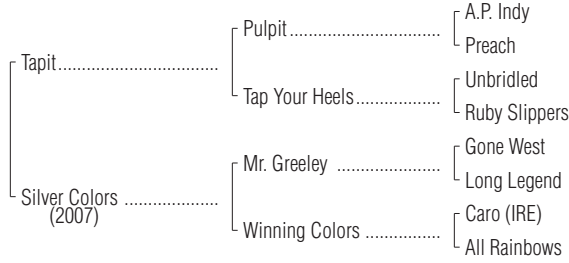 A.P. Indy
Pulpit
Preach
Tapit
Unbridled
Tap Your Heels
Ruby Slippers
Gone West
Mr. Greeley
Long Legend
Silver Colors
(2007)
Caro (IRE)
Winning Colors
All Rainbows